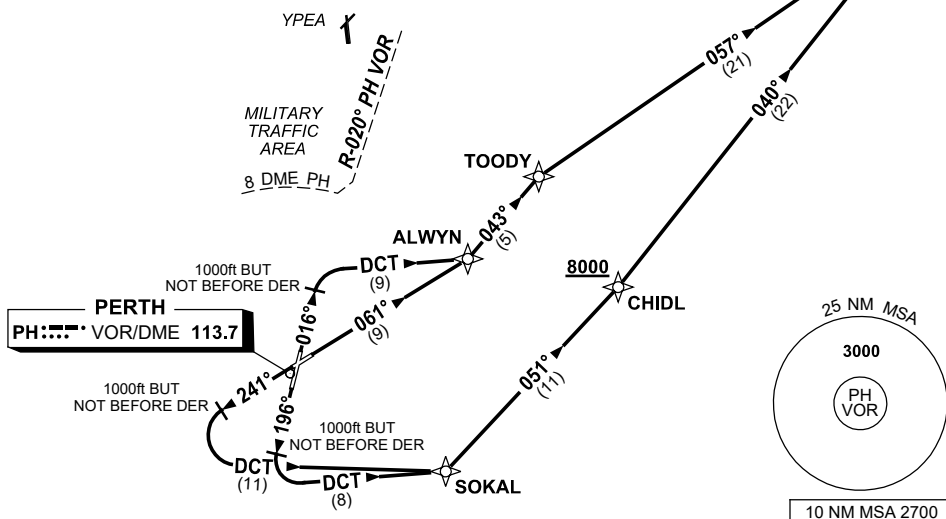 YPEA
R-020° PH VOR
MILITARY
TRAFFIC
AREA
8 DME PH
057°
(21)
040°
(22)
TOODY
ALWYN
043°
(5)
1000ft BUT
NOT BEFORE DER
DCT
(9)
8000
CHIDL
PERTH
PH VOR/DME 113.7
016°
061°
(9)
1000ft BUT
NOT BEFORE DER
241°
196°
1000ft BUT
NOT BEFORE DER
051°
(11)
DCT
(11)
DCT
(8)
SOKAL
25 NM MSA
3000
PH
VOR
10 NM MSA 2700